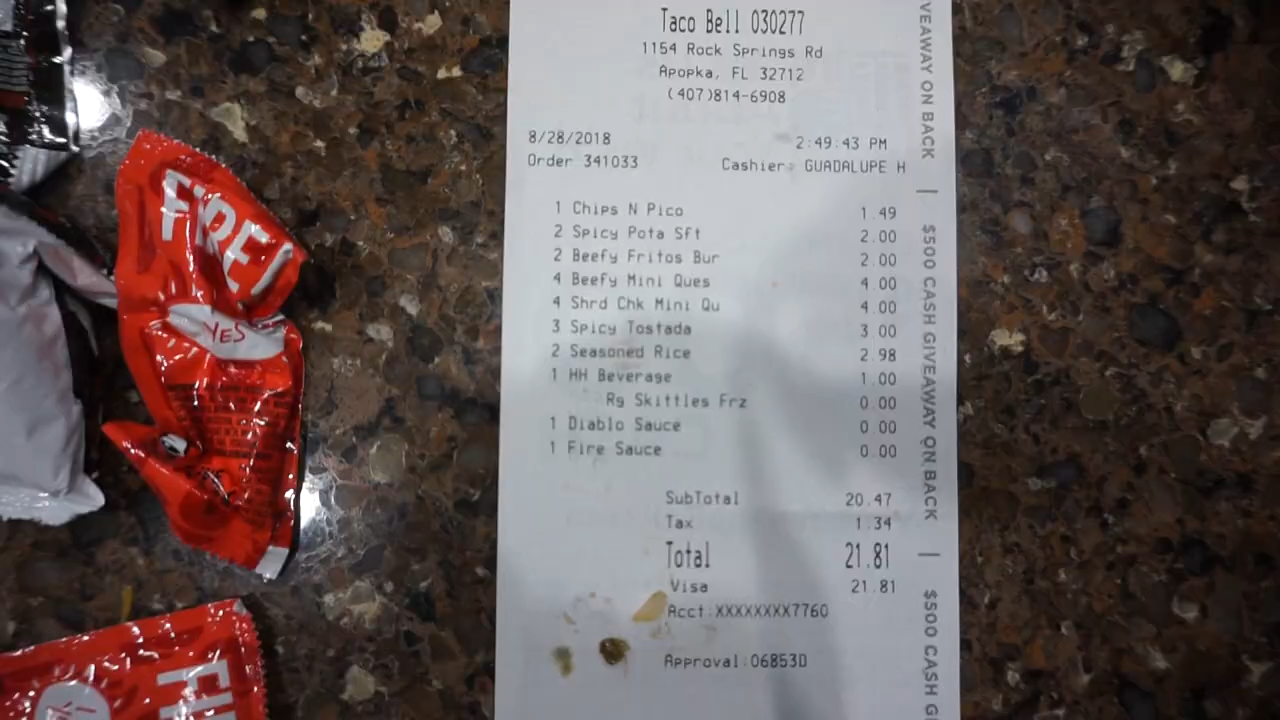 Taco Bell 030277
1154 Rock Springs Rd
Apopka, FL 32712
(407)814-6908
8/28/2018 2:49:43 PM
Order 341033 Cashier: GUADALUPE H
1 Chips N Pico 1.49
2 Spicy Pota Sft 2.00
2 Beefy Fritos Bur 2.00
4 Beefy Mini Ques 4.00
4 Shrd Chk Mini Qu 4.00
3 Spicy Tostada 3.00
2 Seasoned Rice 2.98
1 HH Beverage 1.00
Rg Skittles Frz 0.00
1 Diablo Sauce 0.00
1 Fire Sauce 0.00
SubTotal 20.47
Tax 1.34
Total 21.81
Visa 21.81
Acct:XXXXXXXX7760
Approval:06853D
VEAWAY ON BACK | $500 CASH GIVEAWAY ON BACK | $500 CASH GI
FIRE!
YES
FI